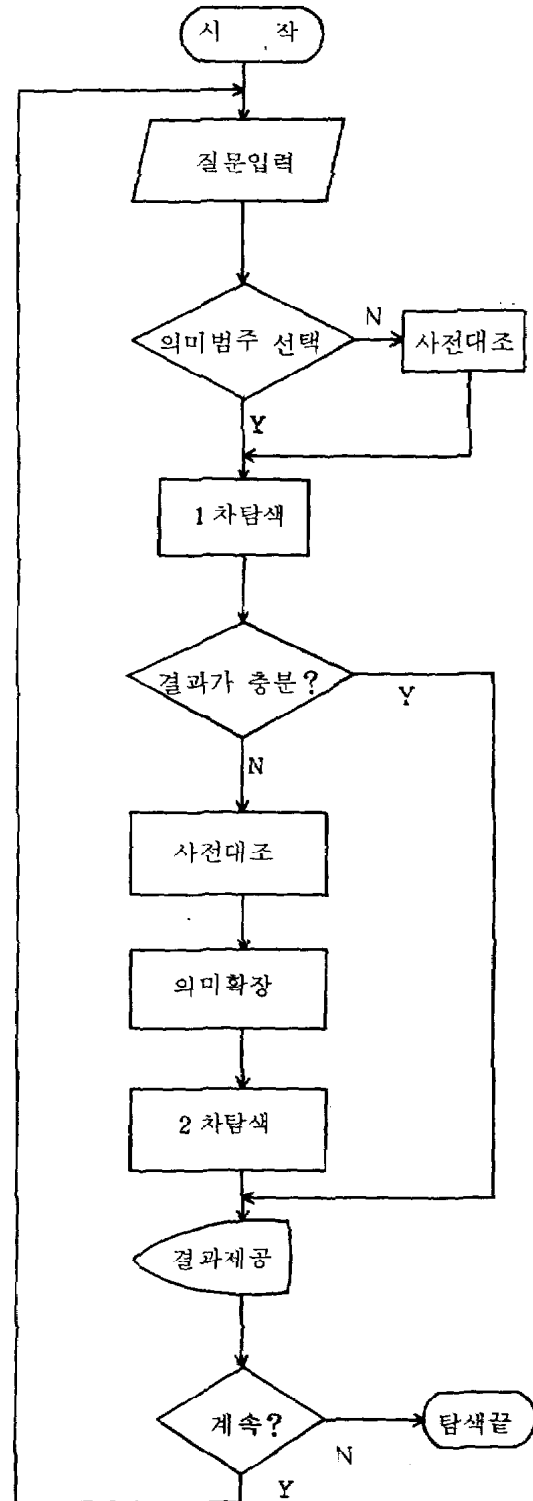 시 작
질문입력
의미범주 선택
N
사전대조
Y
1차탐색
결과가 충분?
Y
N
사전대조
의미확장
2차탐색
결과제공
계속?
N
탐색끝
Y